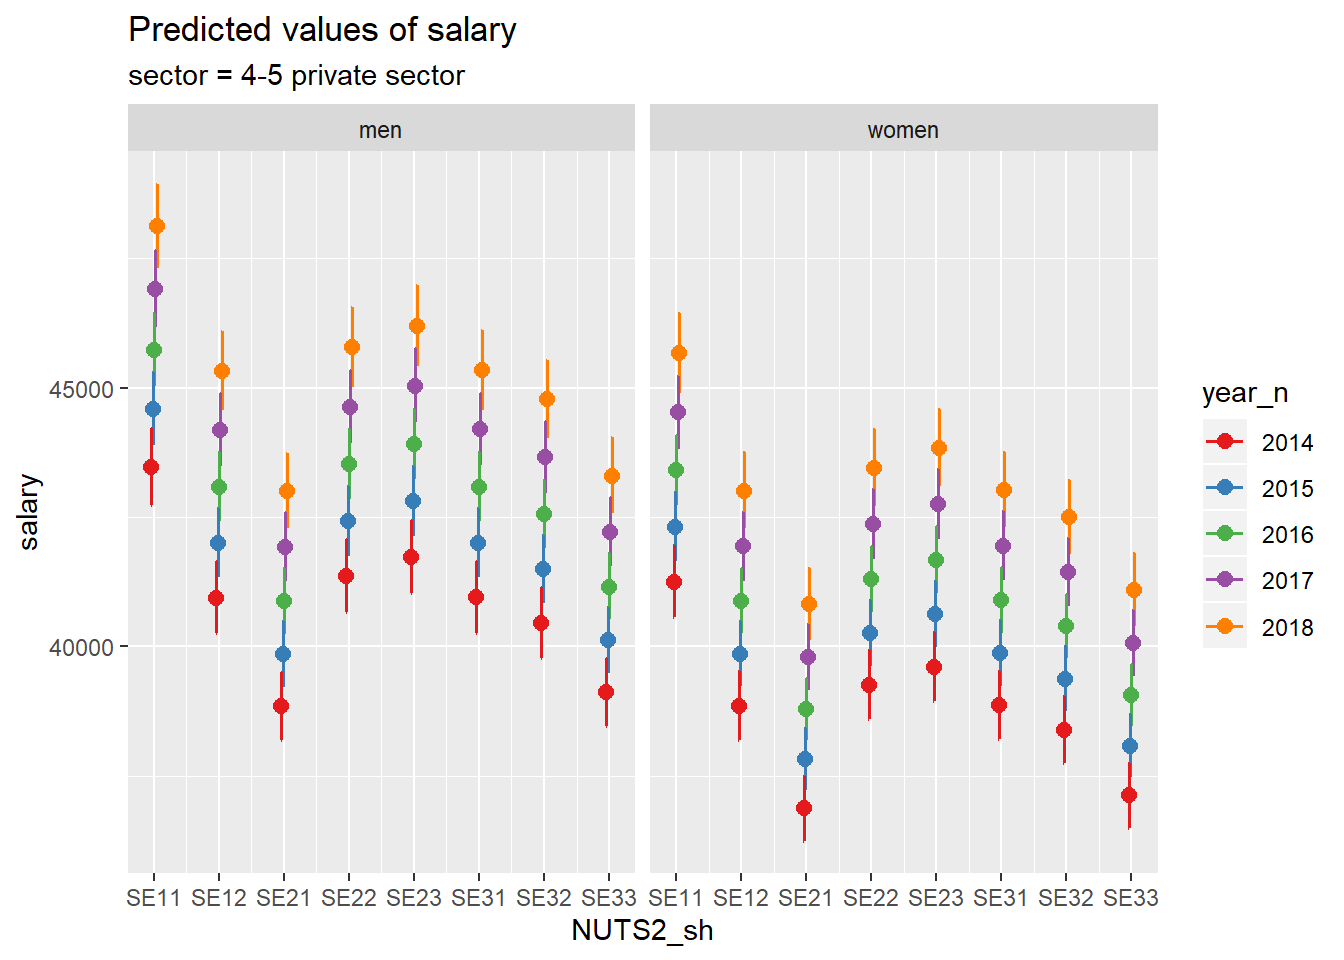 Predicted values of salary
sector = 4-5 private sector
men
women
salary
45000
40000
SE11 SE12 SE21 SE22 SE23 SE31 SE32 SE33
SE11 SE12 SE21 SE22 SE23 SE31 SE32 SE33
NUTS2_sh
year_n
2014
2015
2016
2017
2018